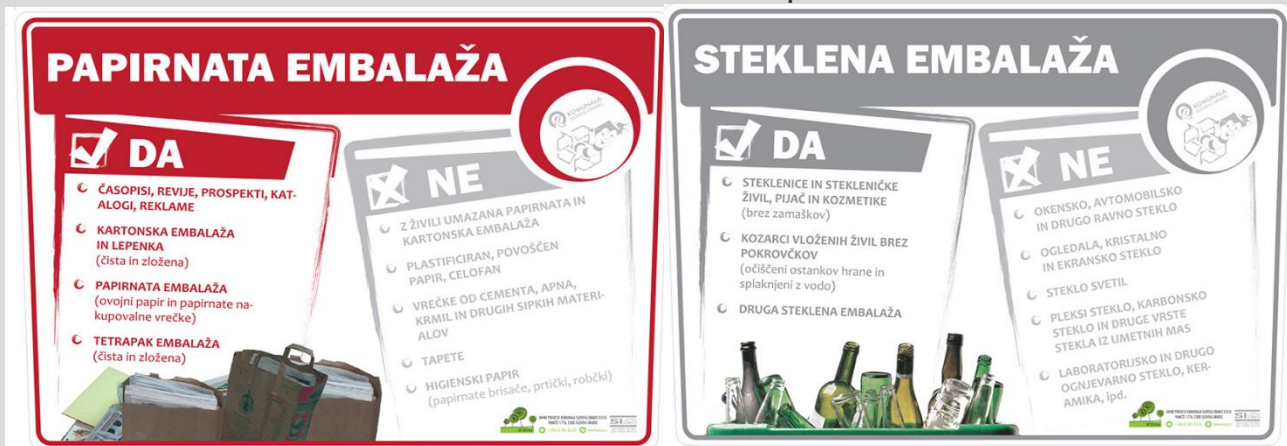 PAPIRNATA EMBALAŽA
KOMUNALA
DA
ČASOPISI, REVIJE, PROSPEKTI, KAT-
ALOGI, REKLAME
KARTONSKA EMBALAŽA
IN LEPENKA
(čista in zložena)
PAPIRNATA EMBALAŽA
(ovojni papir in papirnate na-
kupovalne vrečke)
TETRAPAK EMBALAŽA
(čista in zložena)
NE
Z ŽIVILI UMAZANA PAPIRNATA IN
KARTONSKA EMBALAŽA
PLASTIFICIRAN, POVOŠČEN
PAPIR, CELOFAN
VREČKE OD CEMENTA, APNA,
KRMIL IN DRUGIH SIPKIH MATERI-
ALOV
TAPETE
HIGIENSKI PAPIR
(papirnate brisače, prtički, robčki)
STEKLENA EMBALAŽA
KOMUNALA
DA
STEKLENICE IN STEKLENIČKE
ŽIVIL, PIJAČ IN KOZMETIKE
(brez zamaškov)
KOZARCI VLOŽENIH ŽIVIL BREZ
POKROVČKOV
(očiščeni ostankov hrane in
splaknjeni z vodo)
DRUGA STEKLENA EMBALAŽA
NE
OKENSKO, AVTOMOBILSKO
IN DRUGO RAVNO STEKLO
OGLEDALA, KRISTALNO
IN EKRANSKO STEKLO
STEKLO SVETIL
PLEKSI STEKLO, KARBONSKO
STEKLO IN DRUGE VRSTE
STEKLA IZ UMETNIH MAS
LABORATORIJSKO IN DRUGO
OGNJEVARNO STEKLO, KER-
AMIKA, ipd.